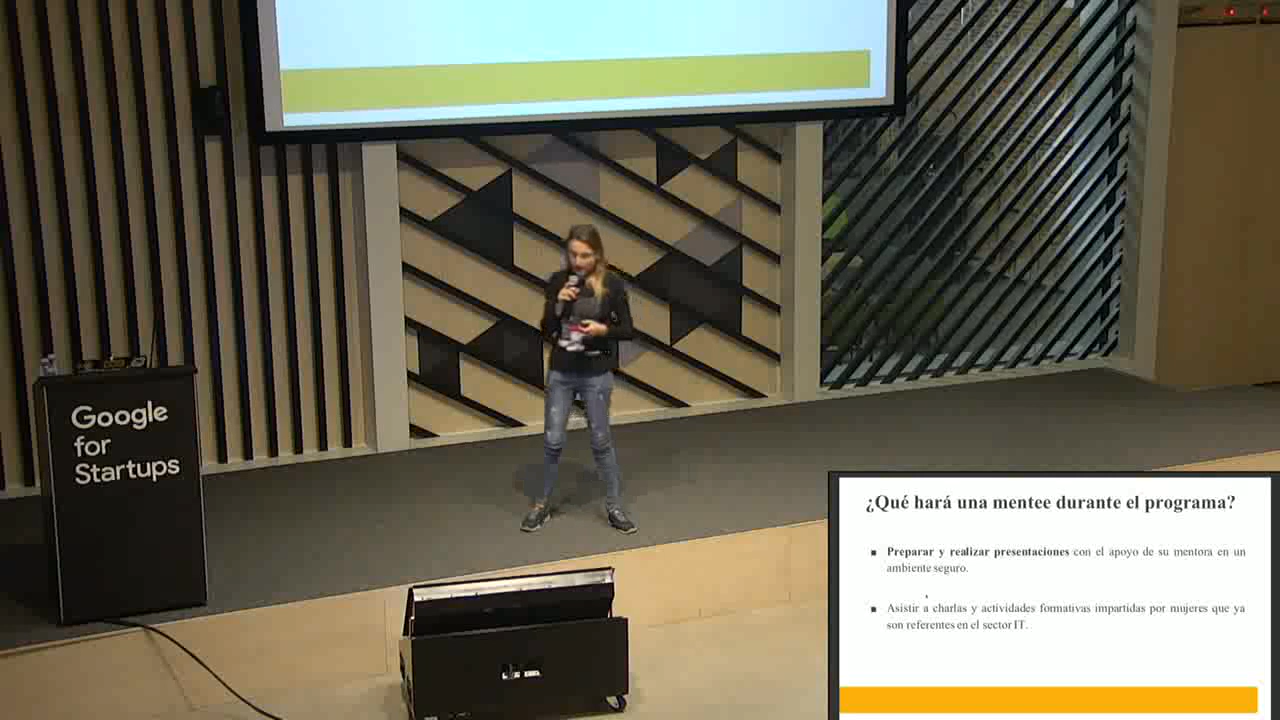 Google
for
Startups
¿Qué hará una mentee durante el programa?
▪ Preparar y realizar presentaciones con el apoyo de su mentora en un
ambiente seguro.
▪ Asistir a charlas y actividades formativas impartidas por mujeres que ya
son referentes en el sector IT.